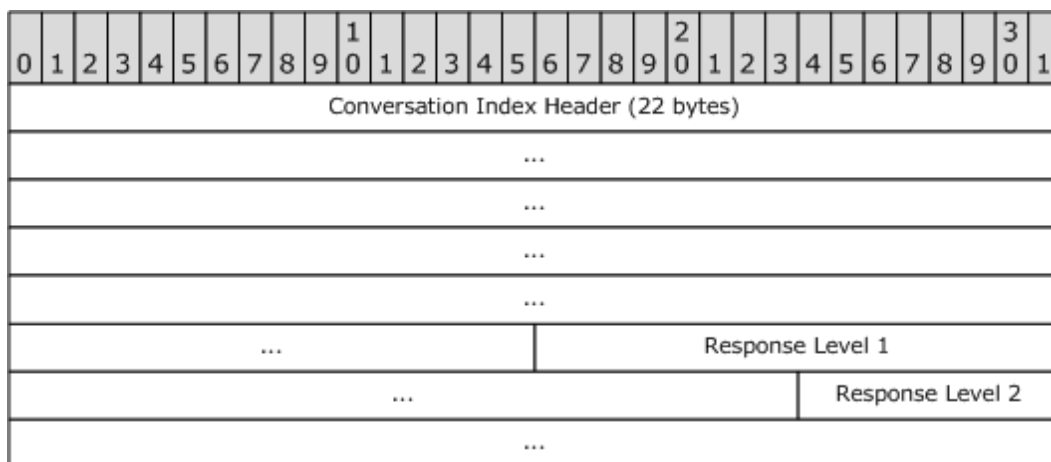 1 2 3
0 1 2 3 4 5 6 7 8 9 0 1 2 3 4 5 6 7 8 9 0 1 2 3 4 5 6 7 8 9 0 1
Conversation Index Header (22 bytes)
...
...
...
...
... Response Level 1
... Response Level 2
...